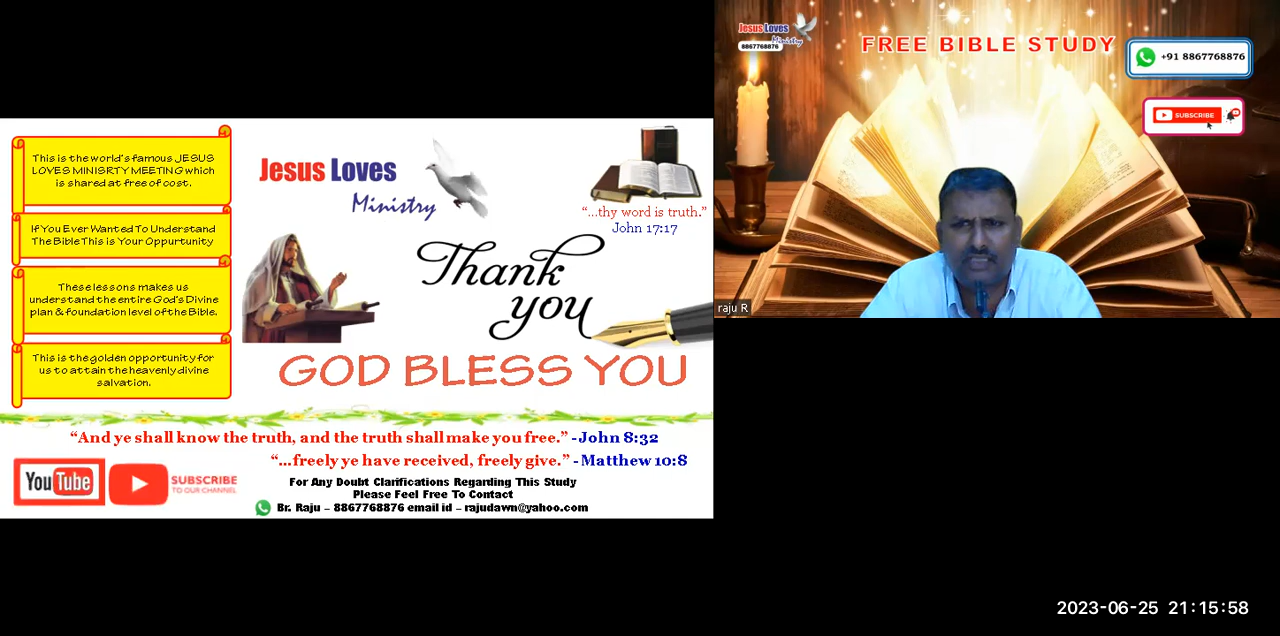 This is the world's famous JESUS
LOVES MINISRTY MEETING which
is shared at free of cost.
If You Ever Wanted To Understand
The Bible This is Your Oppurtunity
These lessons makes us
understand the entire God's Divine
plan & foundation level of the Bible.
This is the golden opportunity for
us to attain the heavenly divine
salvation.
Jesus Loves
Ministry
"...thy word is truth."
John 17:17
Thank
you
GOD BLESS YOU
"And ye shall know the truth, and the truth shall make you free." - John 8:32
"...freely ye have received, freely give." - Matthew 10:8
YouTube
SUBSCRIBE
TO OUR CHANNEL
For Any Doubt Clarifications Regarding This Study
Please Feel Free To Contact
Br. Raju – 8867768876 email id – rajudawn@yahoo.com
Jesus Loves
Ministry
8867768876
FREE BIBLE STUDY
+91 8867768876
SUBSCRIBE
raju R
2023-06-25 21:15:58